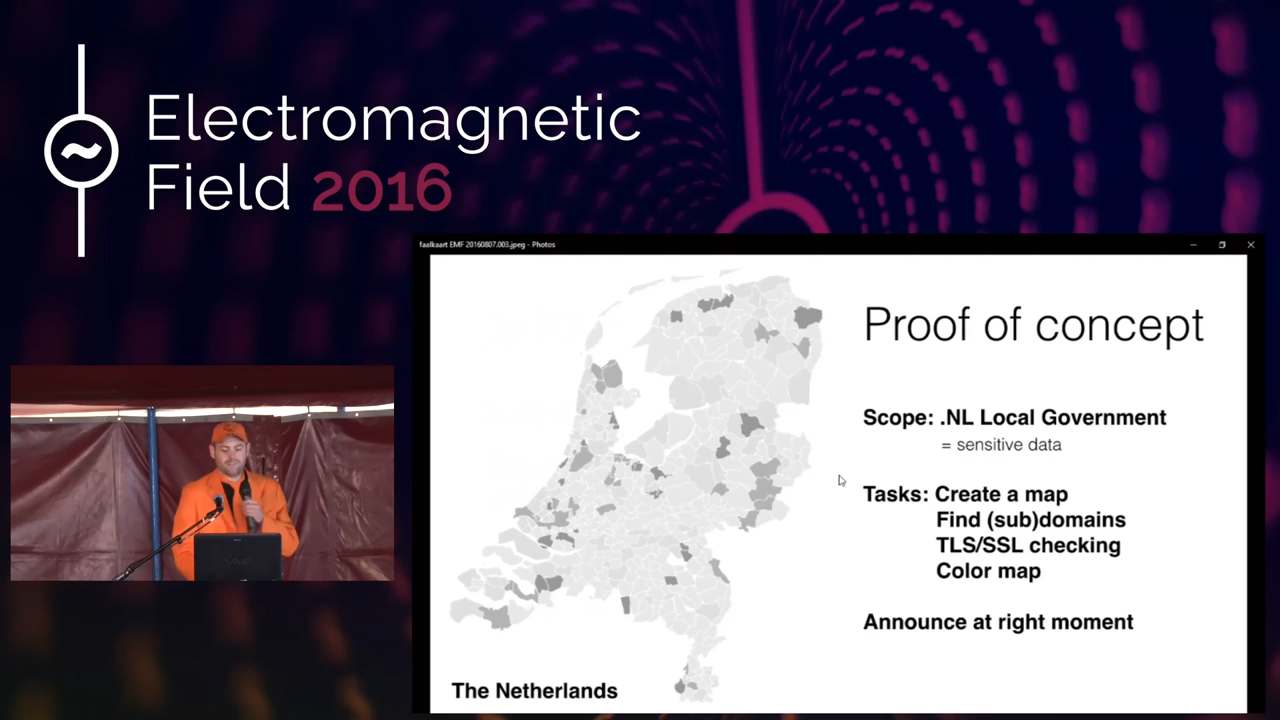 Electromagnetic
Field 2016
faalkaart EMF 20160807.003.jpeg - Photos
Proof of concept
Scope: .NL Local Government
= sensitive data
Tasks: Create a map
Find (sub)domains
TLS/SSL checking
Color map
Announce at right moment
The Netherlands